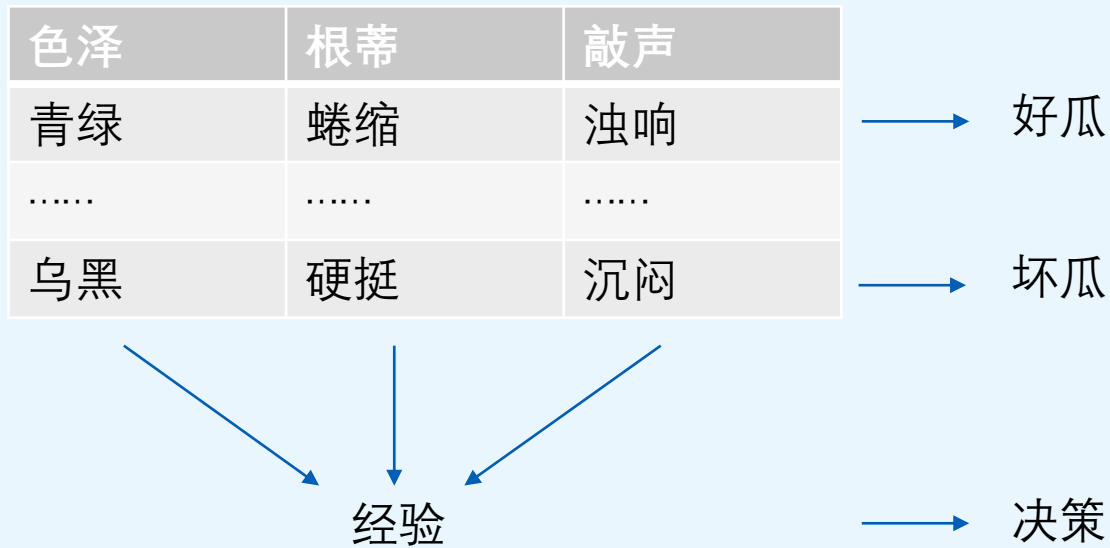 色泽 根蒂 敲声
青绿 蜷缩 浊响 好瓜
…… …… ……
乌黑 硬挺 沉闷 坏瓜
经验 决策